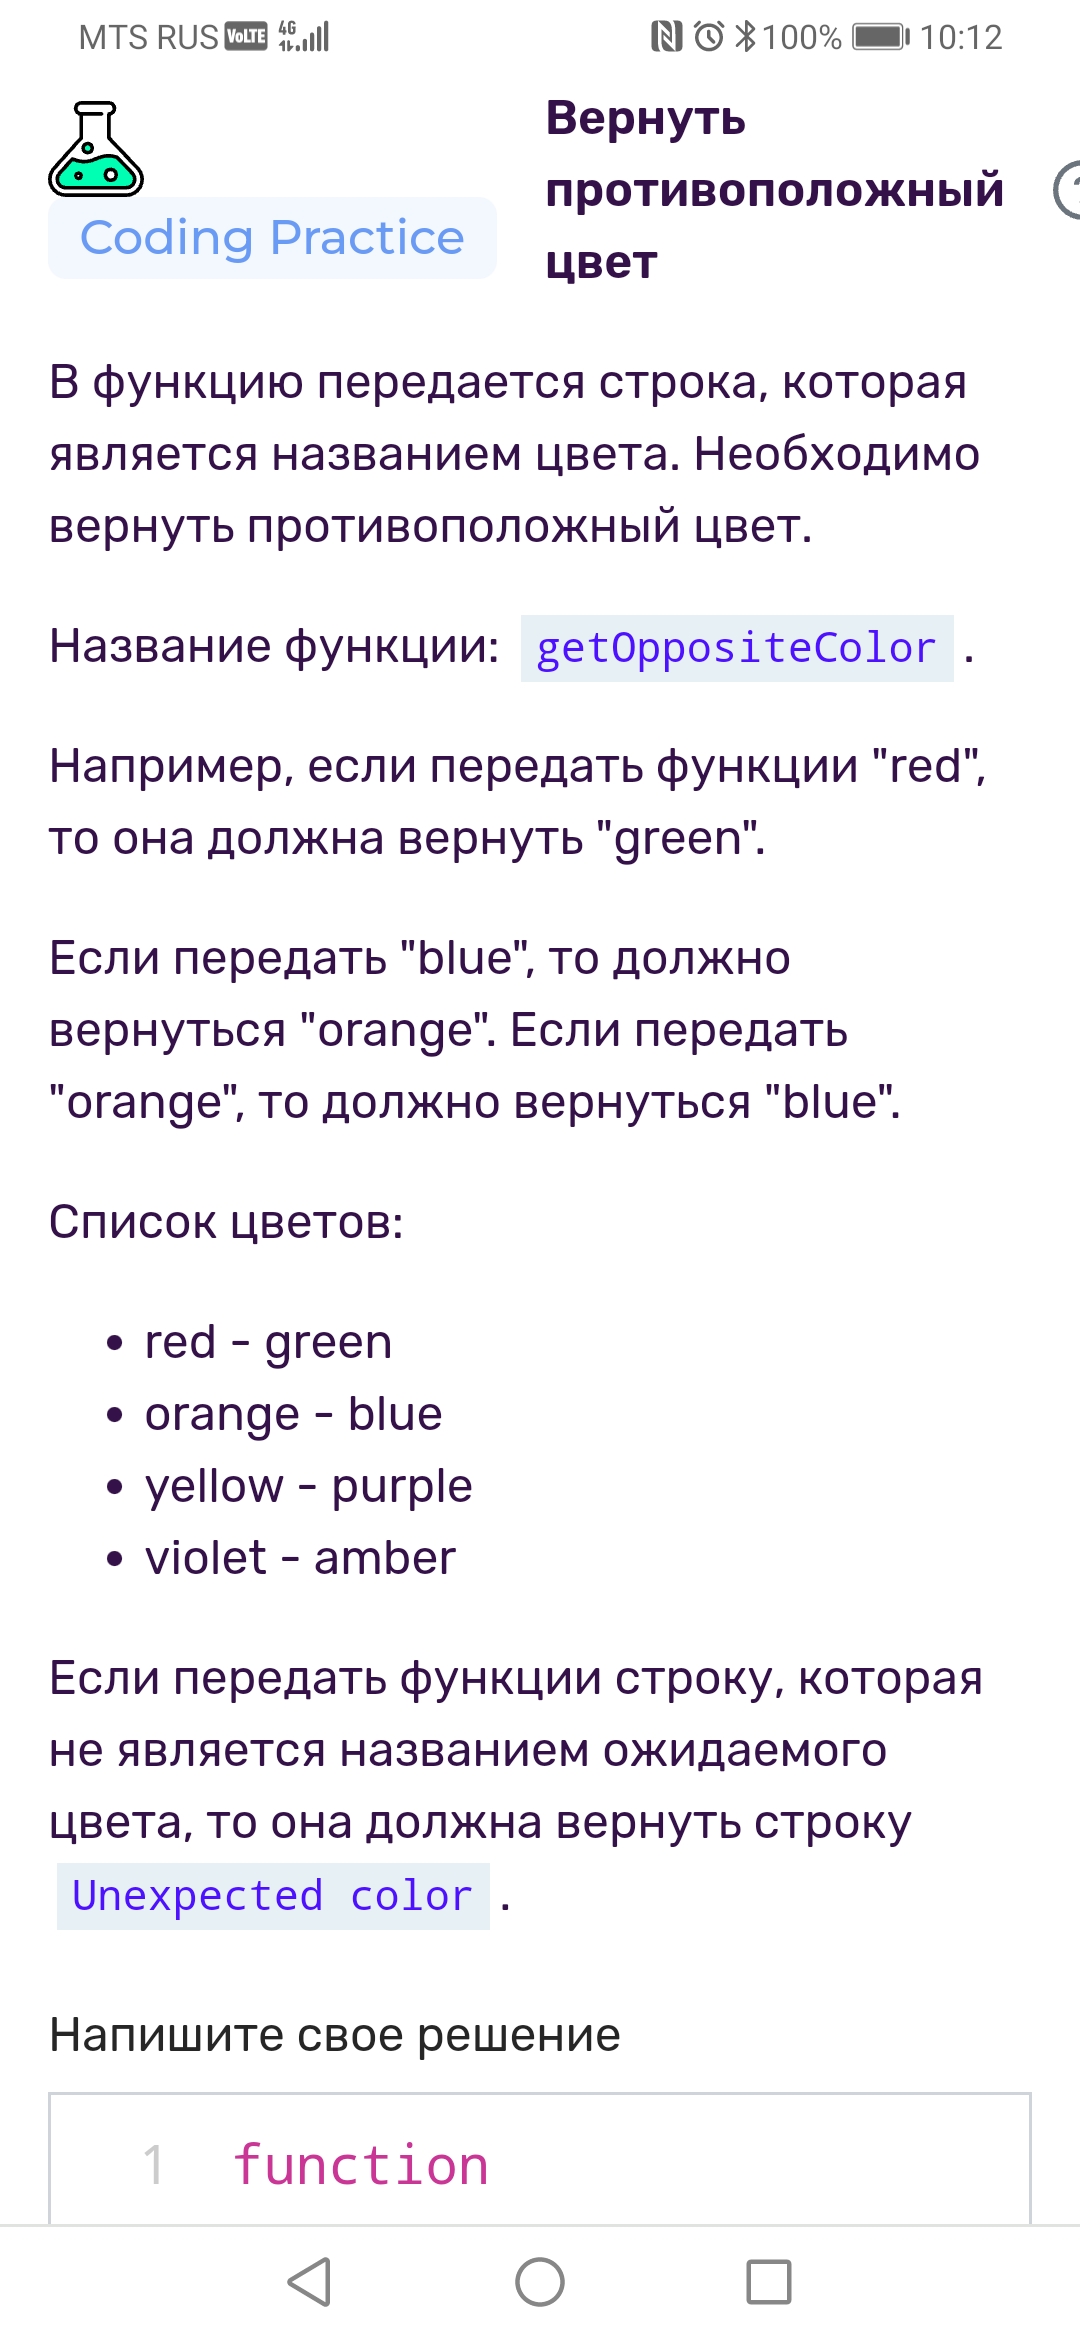 MTS RUS VoLTE 4G 100% 10:12
Вернуть
противоположный
цвет
Coding Practice
В функцию передается строка, которая
является названием цвета. Необходимо
вернуть противоположный цвет.
Название функции: getOppositeColor .
Например, если передать функции "red",
то она должна вернуть "green".
Если передать "blue", то должно
вернуться "orange". Если передать
"orange", то должно вернуться "blue".
Список цветов:
• red - green
• orange - blue
• yellow - purple
• violet - amber
Если передать функции строку, которая
не является названием ожидаемого
цвета, то она должна вернуть строку
Unexpected color .
Напишите свое решение
1 function